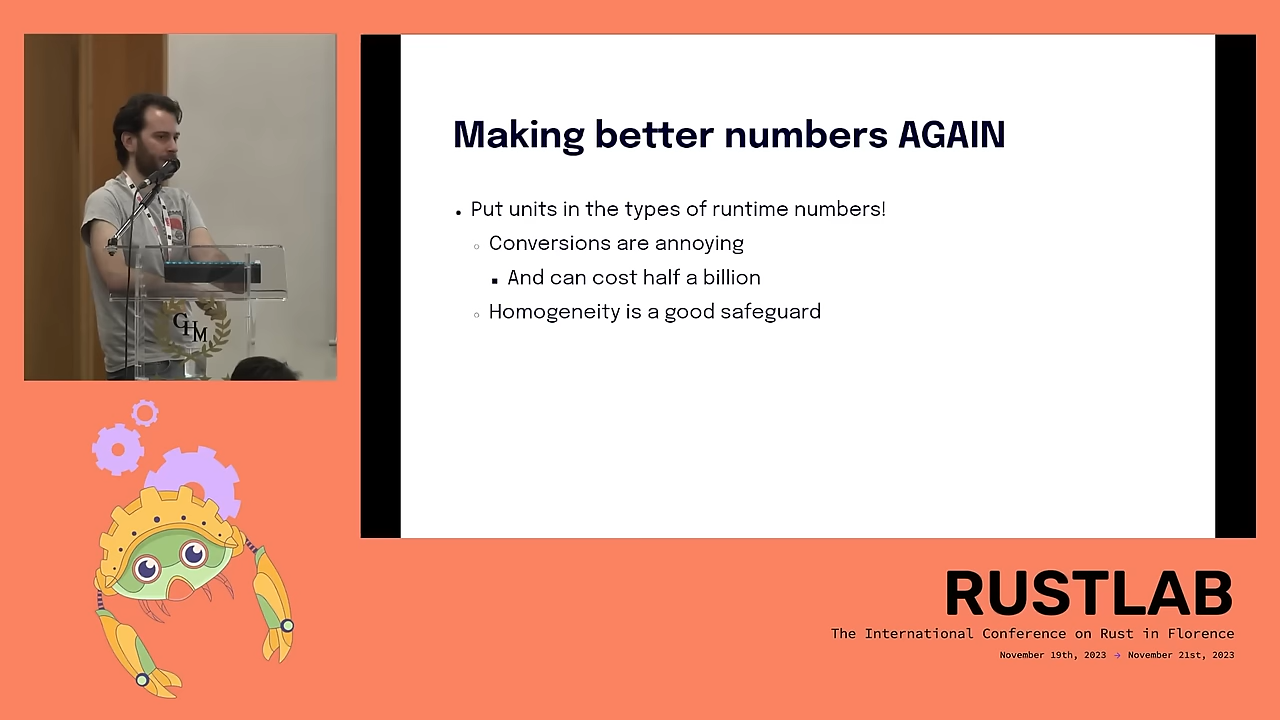 Making better numbers AGAIN
Put units in the types of runtime numbers!
Conversions are annoying
And can cost half a billion
Homogeneity is a good safeguard
GHM
RUSTLAB
The International Conference on Rust in Florence
November 19th, 2023 → November 21st, 2023